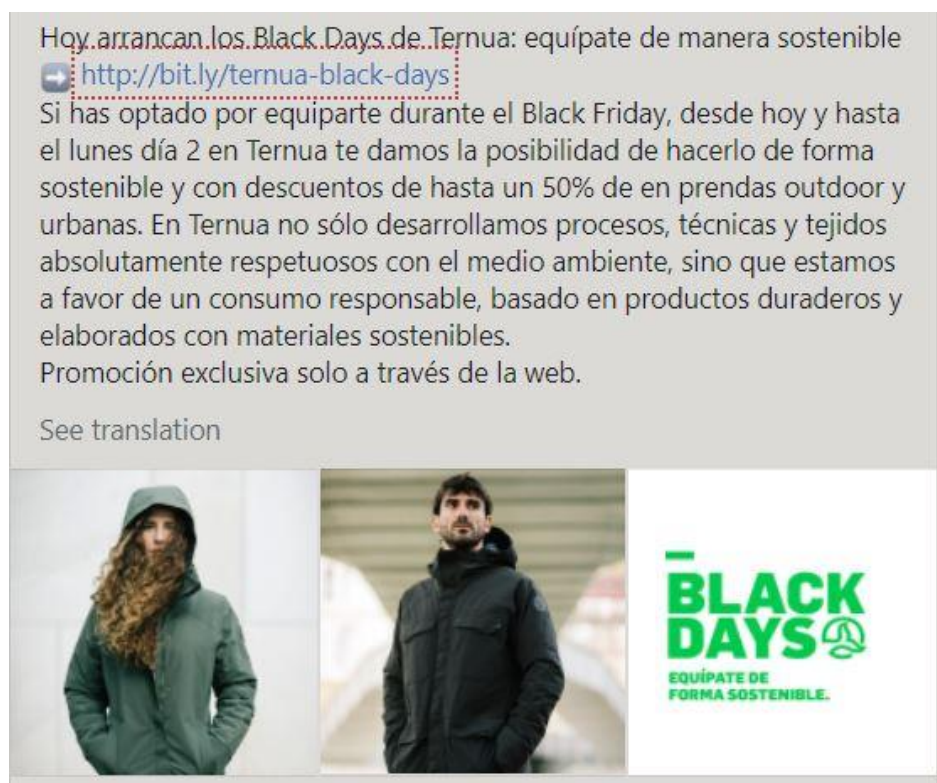 Hoy arrancan los Black Days de Ternua: equípate de manera sostenible
➡ http://bit.ly/ternua-black-days
Si has optado por equiparte durante el Black Friday, desde hoy y hasta
el lunes día 2 en Ternua te damos la posibilidad de hacerlo de forma
sostenible y con descuentos de hasta un 50% de en prendas outdoor y
urbanas. En Ternua no sólo desarrollamos procesos, técnicas y tejidos
absolutamente respetuosos con el medio ambiente, sino que estamos
a favor de un consumo responsable, basado en productos duraderos y
elaborados con materiales sostenibles.
Promoción exclusiva solo a través de la web.
See translation
BLACK
DAYS
EQUÍPATE DE
FORMA SOSTENIBLE.